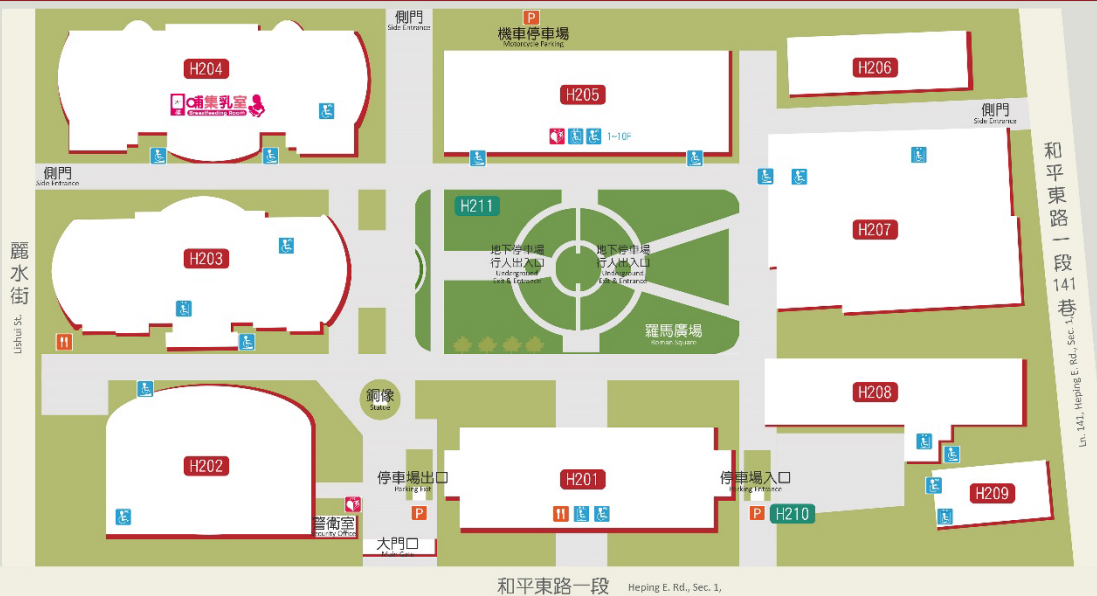 側門
Side Entrance
P
機車停車場
Motorcycle Parking
H204
哺集乳室
Breastfeeding Room
H205
1~10F
H206
側門
Side Entrance
側門
Side Entrance
H211
H203
地下停車場
行人出入口
Underground
Exit & Entrance
地下停車場
行人出入口
Underground
Exit & Entrance
H207
羅馬廣場
Roman Square
麗水街
Lishui St.
和平東路一段141巷
Ln. 141, Heping E. Rd., Sec. 1,
銅像
Statue
H208
H202
停車場出口
Parking Exit
P
H201
停車場入口
Parking Entrance
P
H210
H209
警衛室
Security Office
大門口
Main Gate
和平東路一段
Heping E. Rd., Sec. 1,